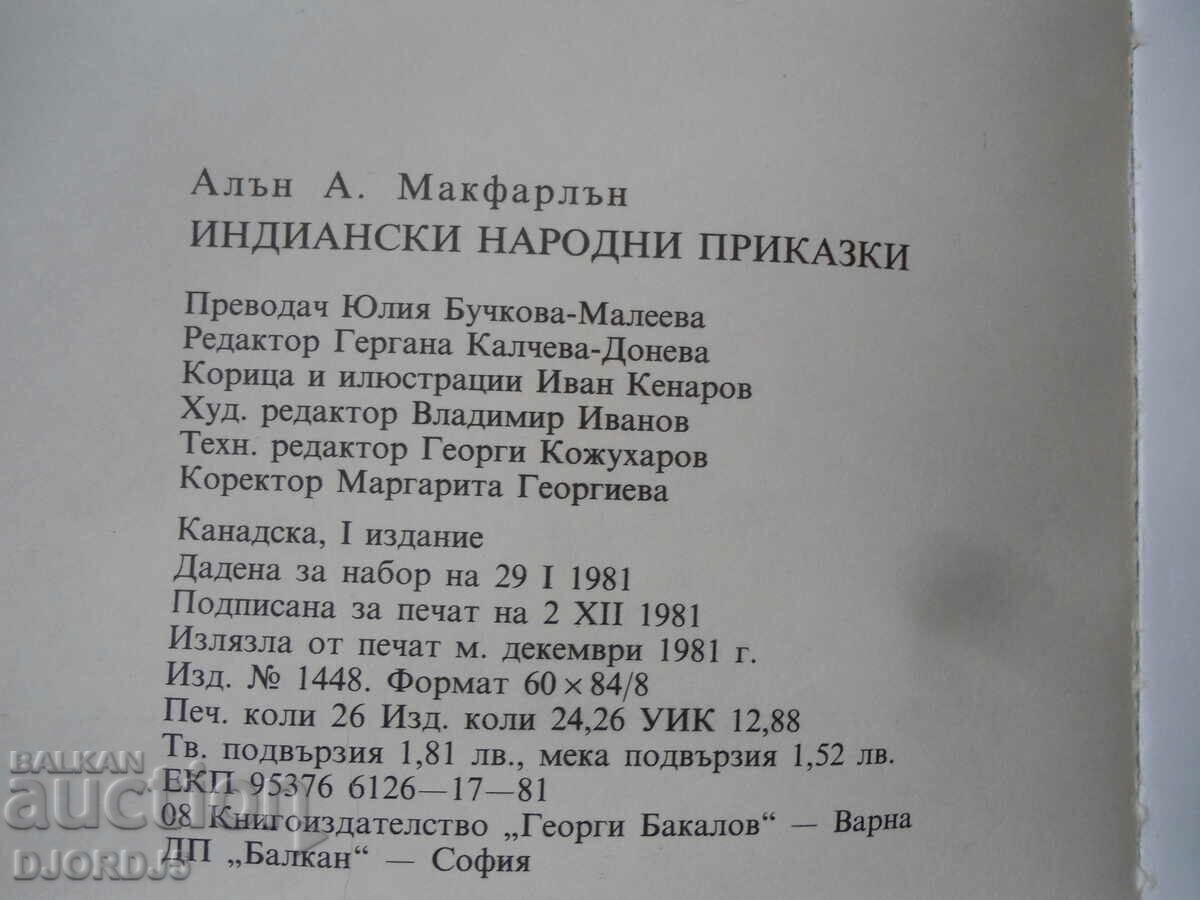 Алън А. Макфарлън
ИНДИАНСКИ НАРОДНИ ПРИКАЗКИ
Преводач Юлия Бучкова-Малеева
Редактор Гергана Калчева-Донева
Корица и илюстрации Иван Кенаров
Худ. редактор Владимир Иванов
Техн. редактор Георги Кожухаров
Коректор Маргарита Георгиева
Канадска, I издание
Дадена за набор на 29 I 1981
Подписана за печат на 2 XII 1981
Излязла от печат м. декември 1981 г.
Изд. № 1448. Формат 60×84/8
Печ. коли 26 Изд. коли 24,26 УИК 12,88
Тв. подвързия 1,81 лв., мека подвързия 1,52 лв.
ЕКП 95376 6126—17—81
08 Книгоиздателство „Георги Бакалов“ — Варна
ДП „Балкан“ — София
BALKAN
auction
DJORDJs